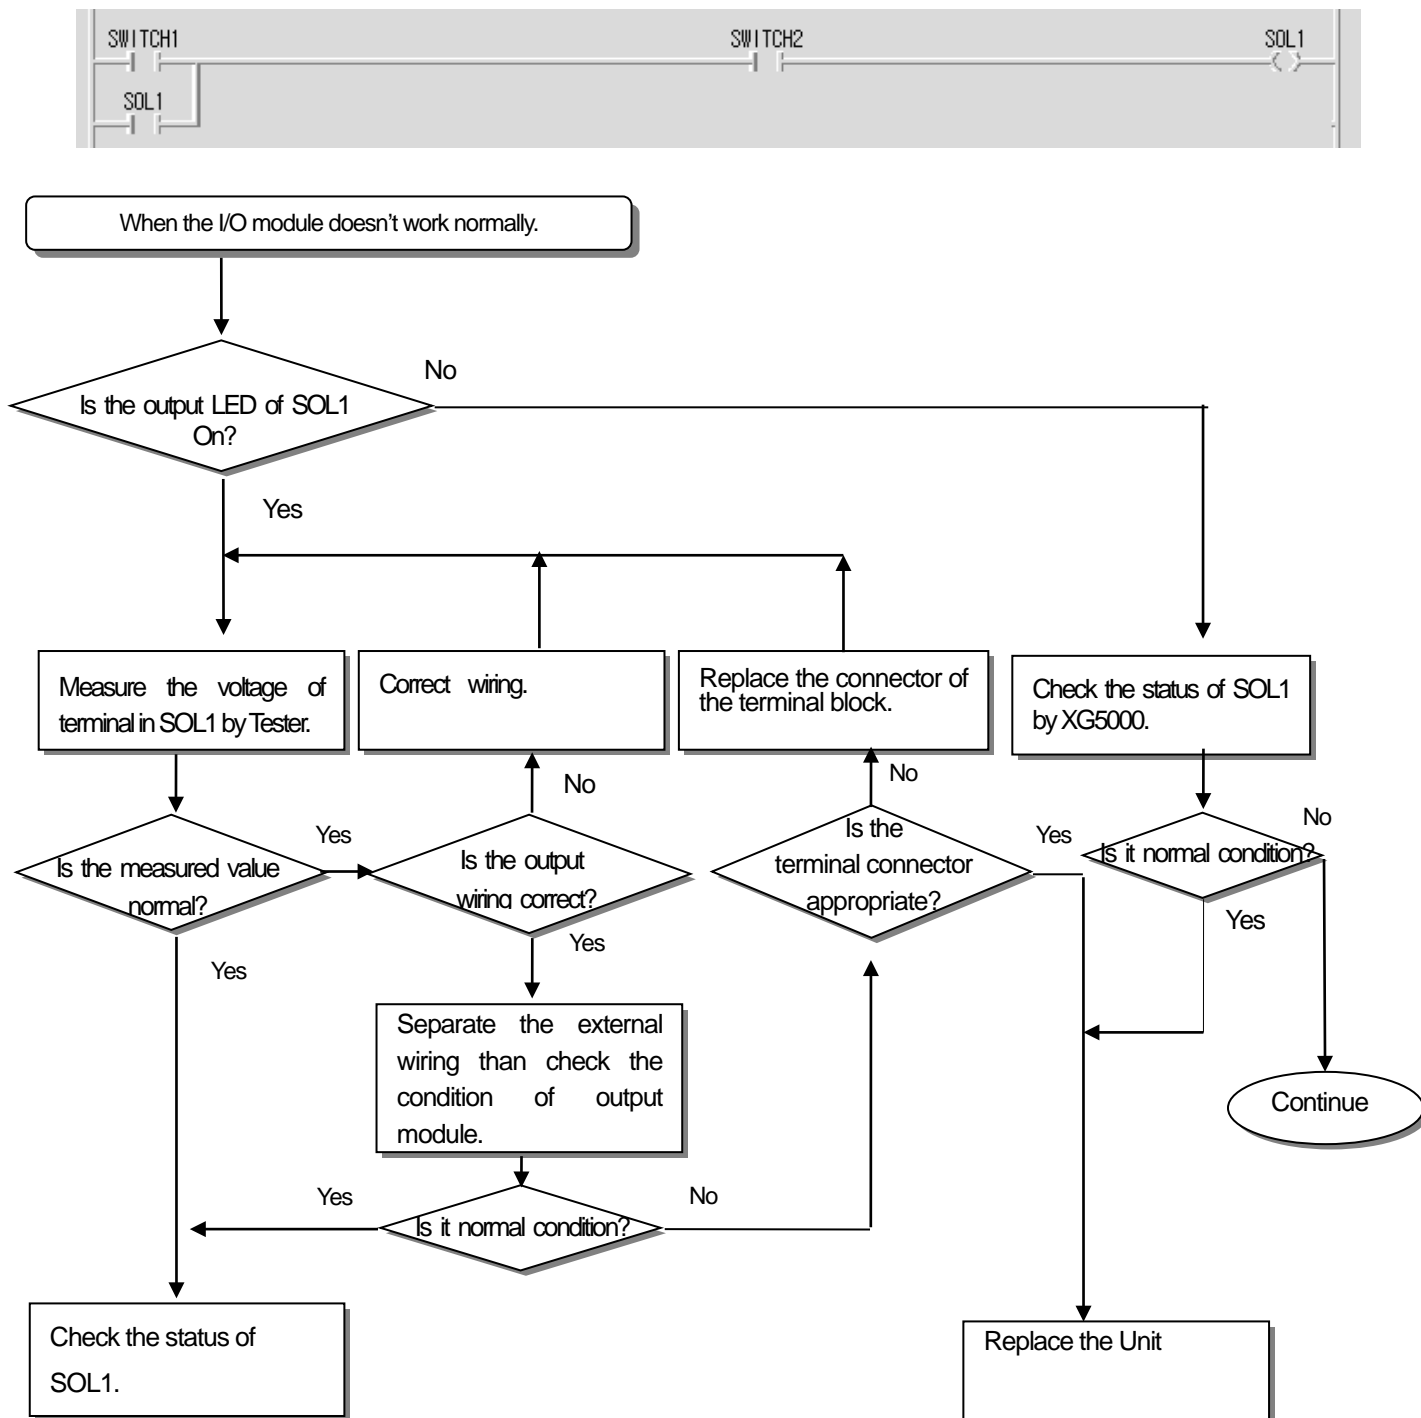 SWITCH1
SWITCH2
SOL1
SOL1
When the I/O module doesn't work normally.
No
Is the output LED of SOL1
On?
Yes
Measure the voltage of
terminal in SOL1 by Tester.
Correct wiring.
Replace the connector of
the terminal block.
Check the status of SOL1
by XG5000.
No
No
No
Yes
Is the measured value
normal?
Is the output
wiring correct?
Is the
terminal connector
appropriate?
Yes
Is it normal condition?
Yes
Yes
Yes
Separate the external
wiring than check the
condition of output
module.
Continue
Yes
No
Is it normal condition?
Check the status of
SOL1.
Replace the Unit